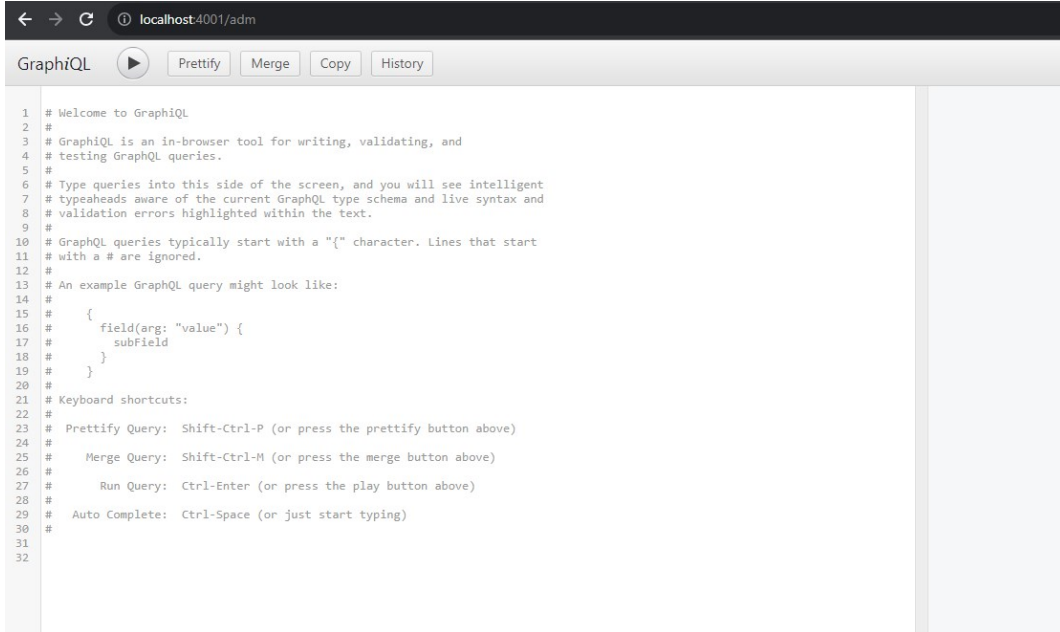 localhost:4001/adm
GraphiQL Prettify Merge Copy History
1 # Welcome to GraphiQL
2 #
3 # GraphiQL is an in-browser tool for writing, validating, and
4 # testing GraphQL queries.
5 #
6 # Type queries into this side of the screen, and you will see intelligent
7 # typeaheads aware of the current GraphQL type schema and live syntax and
8 # validation errors highlighted within the text.
9 #
10 # GraphQL queries typically start with a "{" character. Lines that start
11 # with a # are ignored.
12 #
13 # An example GraphQL query might look like:
14 #
15 #     {
16 #       field(arg: "value") {
17 #         subField
18 #       }
19 #     }
20 #
21 # Keyboard shortcuts:
22 #
23 #  Prettify Query:  Shift-Ctrl-P (or press the prettify button above)
24 #
25 #     Merge Query:  Shift-Ctrl-M (or press the merge button above)
26 #
27 #       Run Query:  Ctrl-Enter (or press the play button above)
28 #
29 #   Auto Complete:  Ctrl-Space (or just start typing)
30 #
31
32